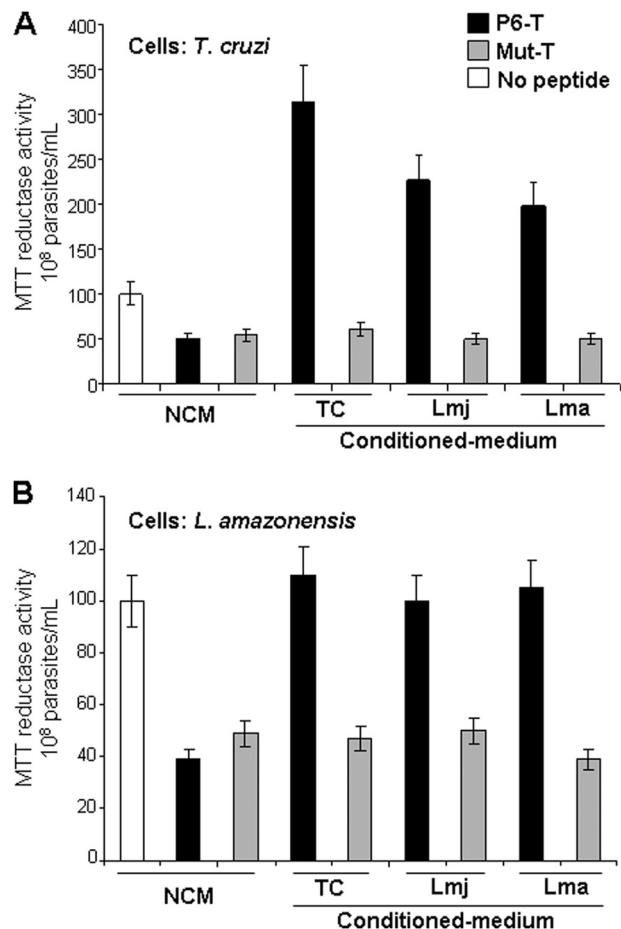 A
Cells: T. cruzi
P6-T
Mut-T
No peptide
MTT reductase activity
10⁸ parasites/mL
400
350
300
250
200
150
100
50
0
NCM
TC
Lmj
Lma
Conditioned-medium
B
Cells: L. amazonensis
MTT reductase activity
10⁸ parasites/mL
140
120
100
80
60
40
20
0
NCM
TC
Lmj
Lma
Conditioned-medium